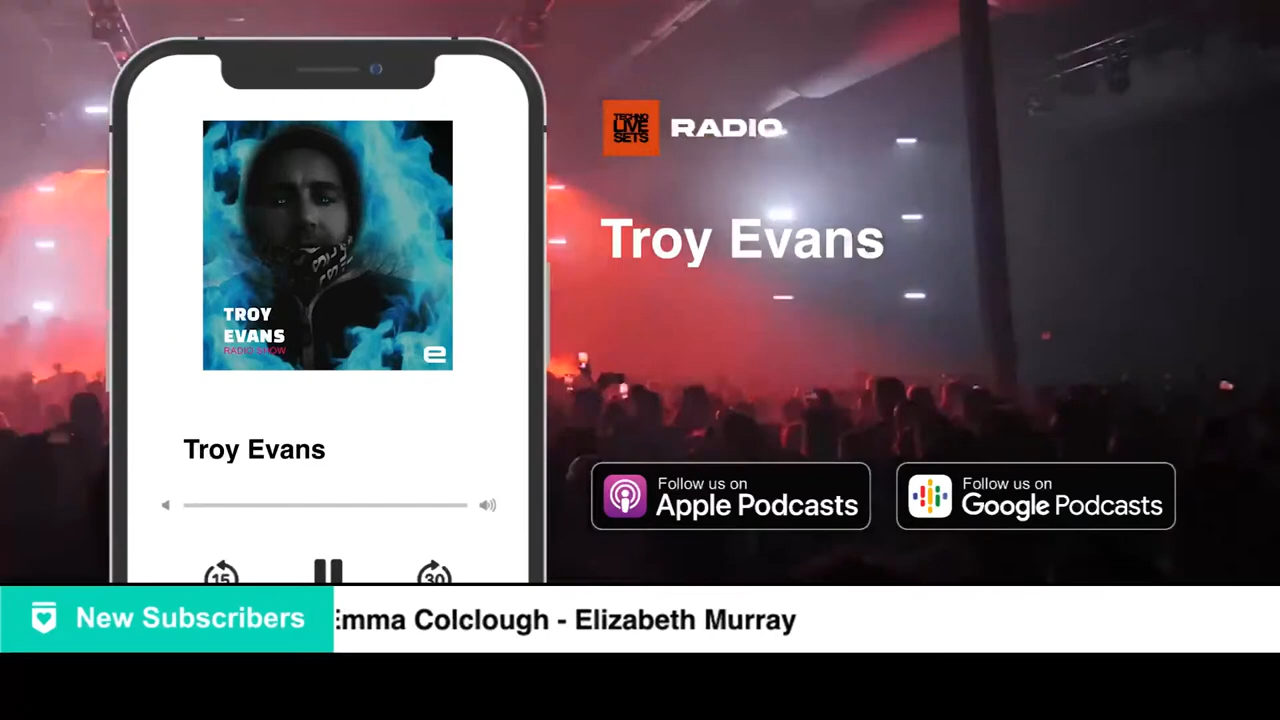 TROY
EVANS
RADIO SHOW
e
Troy Evans
15
30
TECHNO
LIVE
SETS
RADIO
Troy Evans
Follow us on
Apple Podcasts
Follow us on
Google Podcasts
New Subscribers
Emma Colclough - Elizabeth Murray